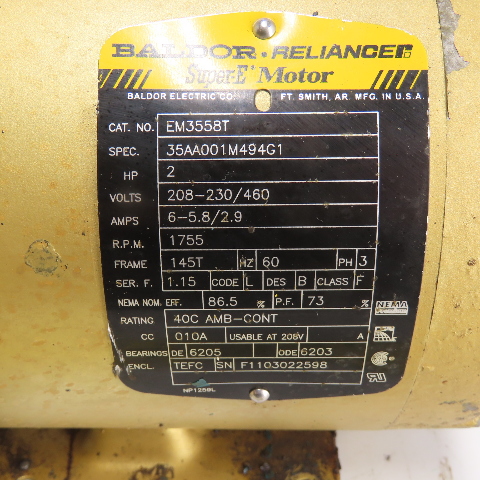 BALDOR · RELIANCER
Super-E® Motor
BALDOR ELECTRIC CO. FT. SMITH, AR. MFG. IN U.S.A.
CAT. NO. EM3558T
SPEC. 35AA001M494G1
HP 2
VOLTS 208-230/460
AMPS 6-5.8/2.9
R.P.M. 1755
FRAME 145T HZ 60 PH 3
SER. F. 1.15 CODE L DES B CLASS F
NEMA NOM. EFF. 86.5 % P.F. 73 %
NEMA
RATING 40C AMB-CONT
CC 010A USABLE AT 208V A
BEARINGS DE 6205 ODE 6203
ENCL. TEFC SN F1103022598
NP1259L